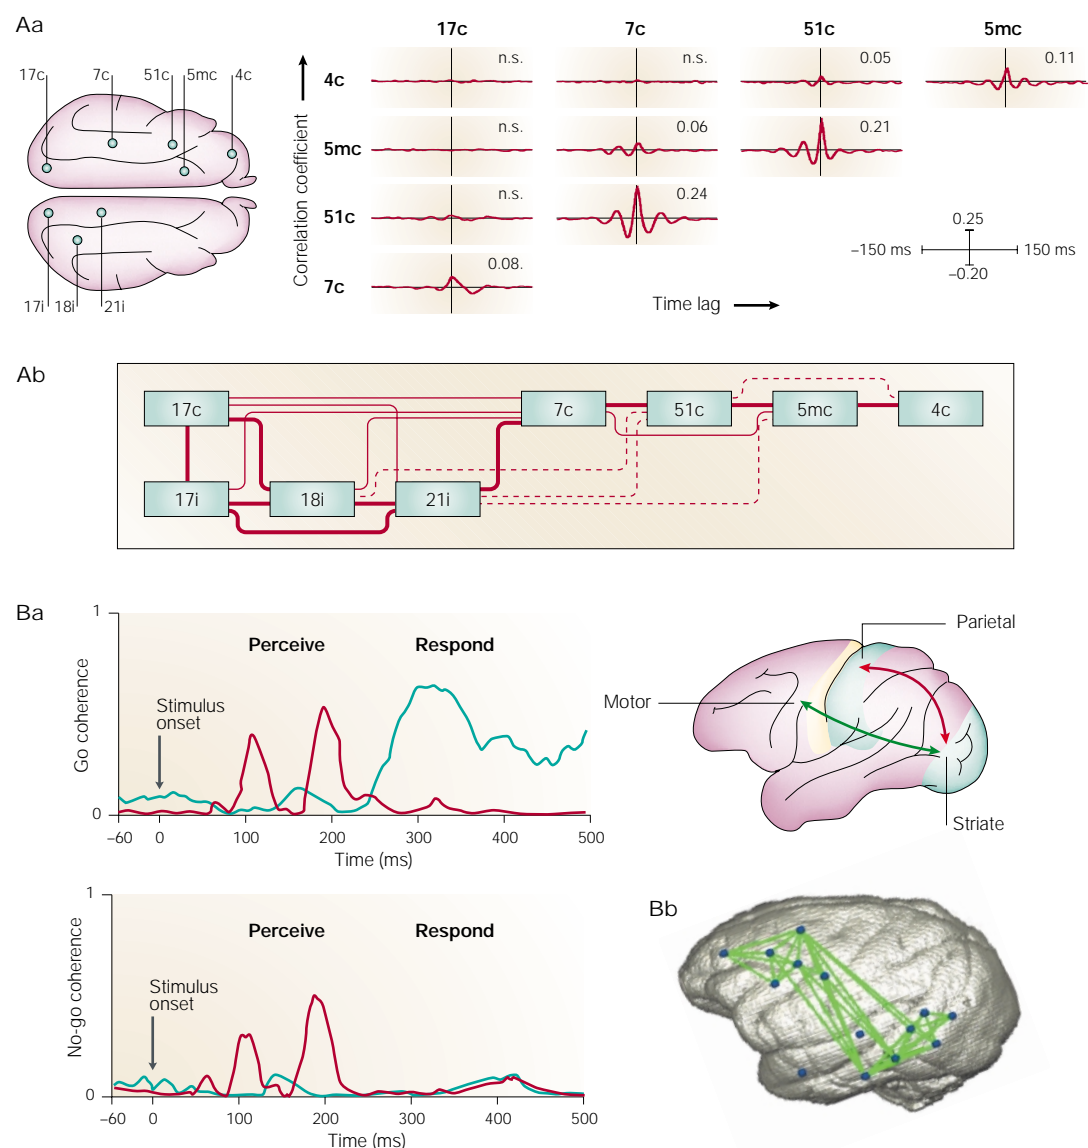 Aa
17c 7c 51c 5mc 4c
17i 18i 21i
17c 7c 51c 5mc
4c n.s. n.s. 0.05 0.11
5mc n.s. 0.06 0.21
51c n.s. 0.24
7c 0.08.
Correlation coefficient
Time lag
0.25
–150 ms 150 ms
–0.20
Ab
17c 7c 51c 5mc 4c
17i 18i 21i
Ba
1
Perceive Respond
Stimulus
onset
Go coherence
0
–60 0 100 200 300 400 500
Time (ms)
Parietal
Motor
Striate
1
Perceive Respond
Stimulus
onset
No-go coherence
0
–60 0 100 200 300 400 500
Time (ms)
Bb